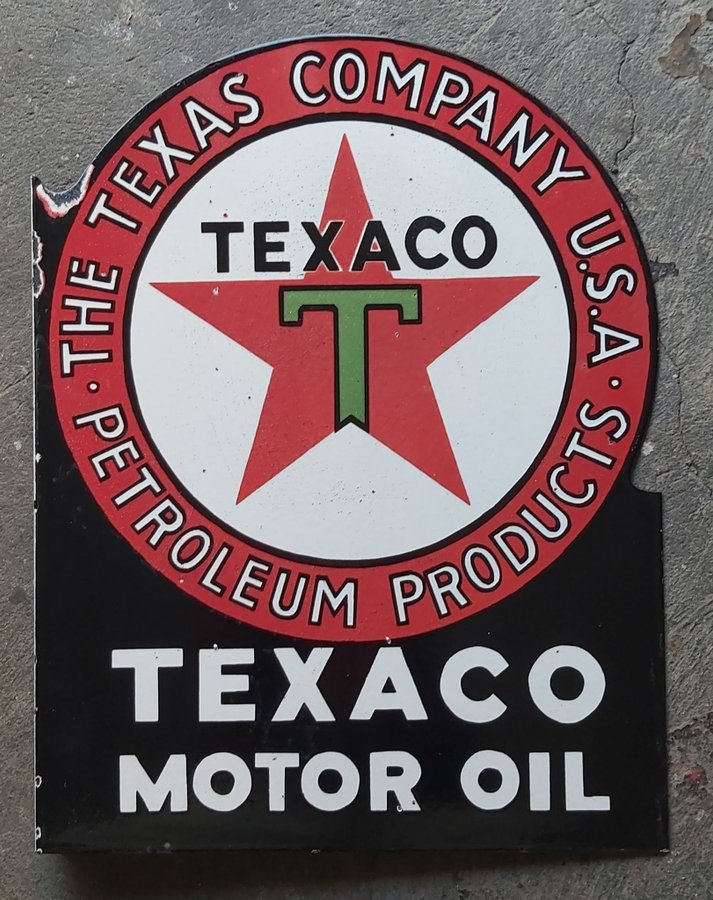 · THE TEXAS COMPANY U.S.A ·
PETROLEUM PRODUCTS
TEXACO
T
TEXACO
MOTOR OIL